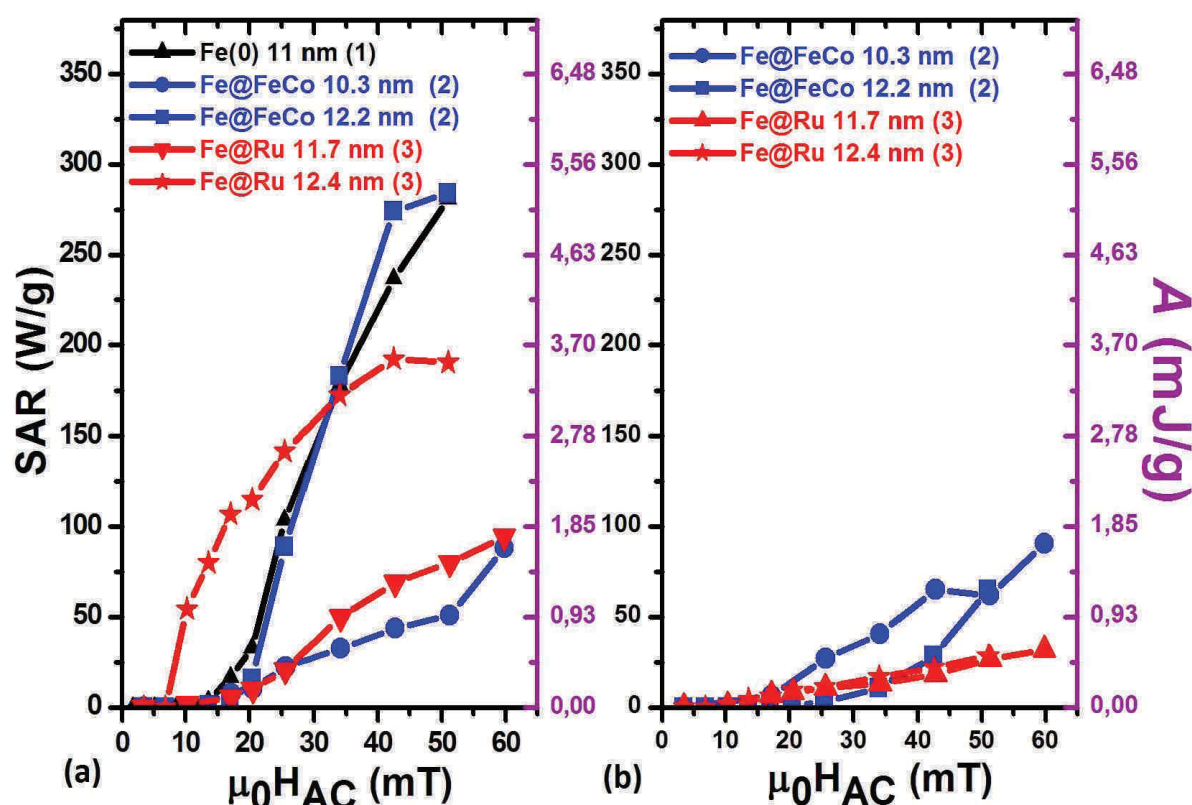 SAR (W/g)
350
300
250
200
150
100
50
0
Fe(0) 11 nm (1)
Fe@FeCo 10.3 nm (2)
Fe@FeCo 12.2 nm (2)
Fe@Ru 11.7 nm (3)
Fe@Ru 12.4 nm (3)
6,48
5,56
4,63
3,70
2,78
1,85
0,93
0,00
0 10 20 30 40 50 60
(a)
μ0HAC (mT)
350
300
250
200
150
100
50
0
Fe@FeCo 10.3 nm (2)
Fe@FeCo 12.2 nm (2)
Fe@Ru 11.7 nm (3)
Fe@Ru 12.4 nm (3)
6,48
5,56
4,63
3,70
2,78
1,85
0,93
0,00
A (mJ/g)
0 10 20 30 40 50 60
(b)
μ0HAC (mT)